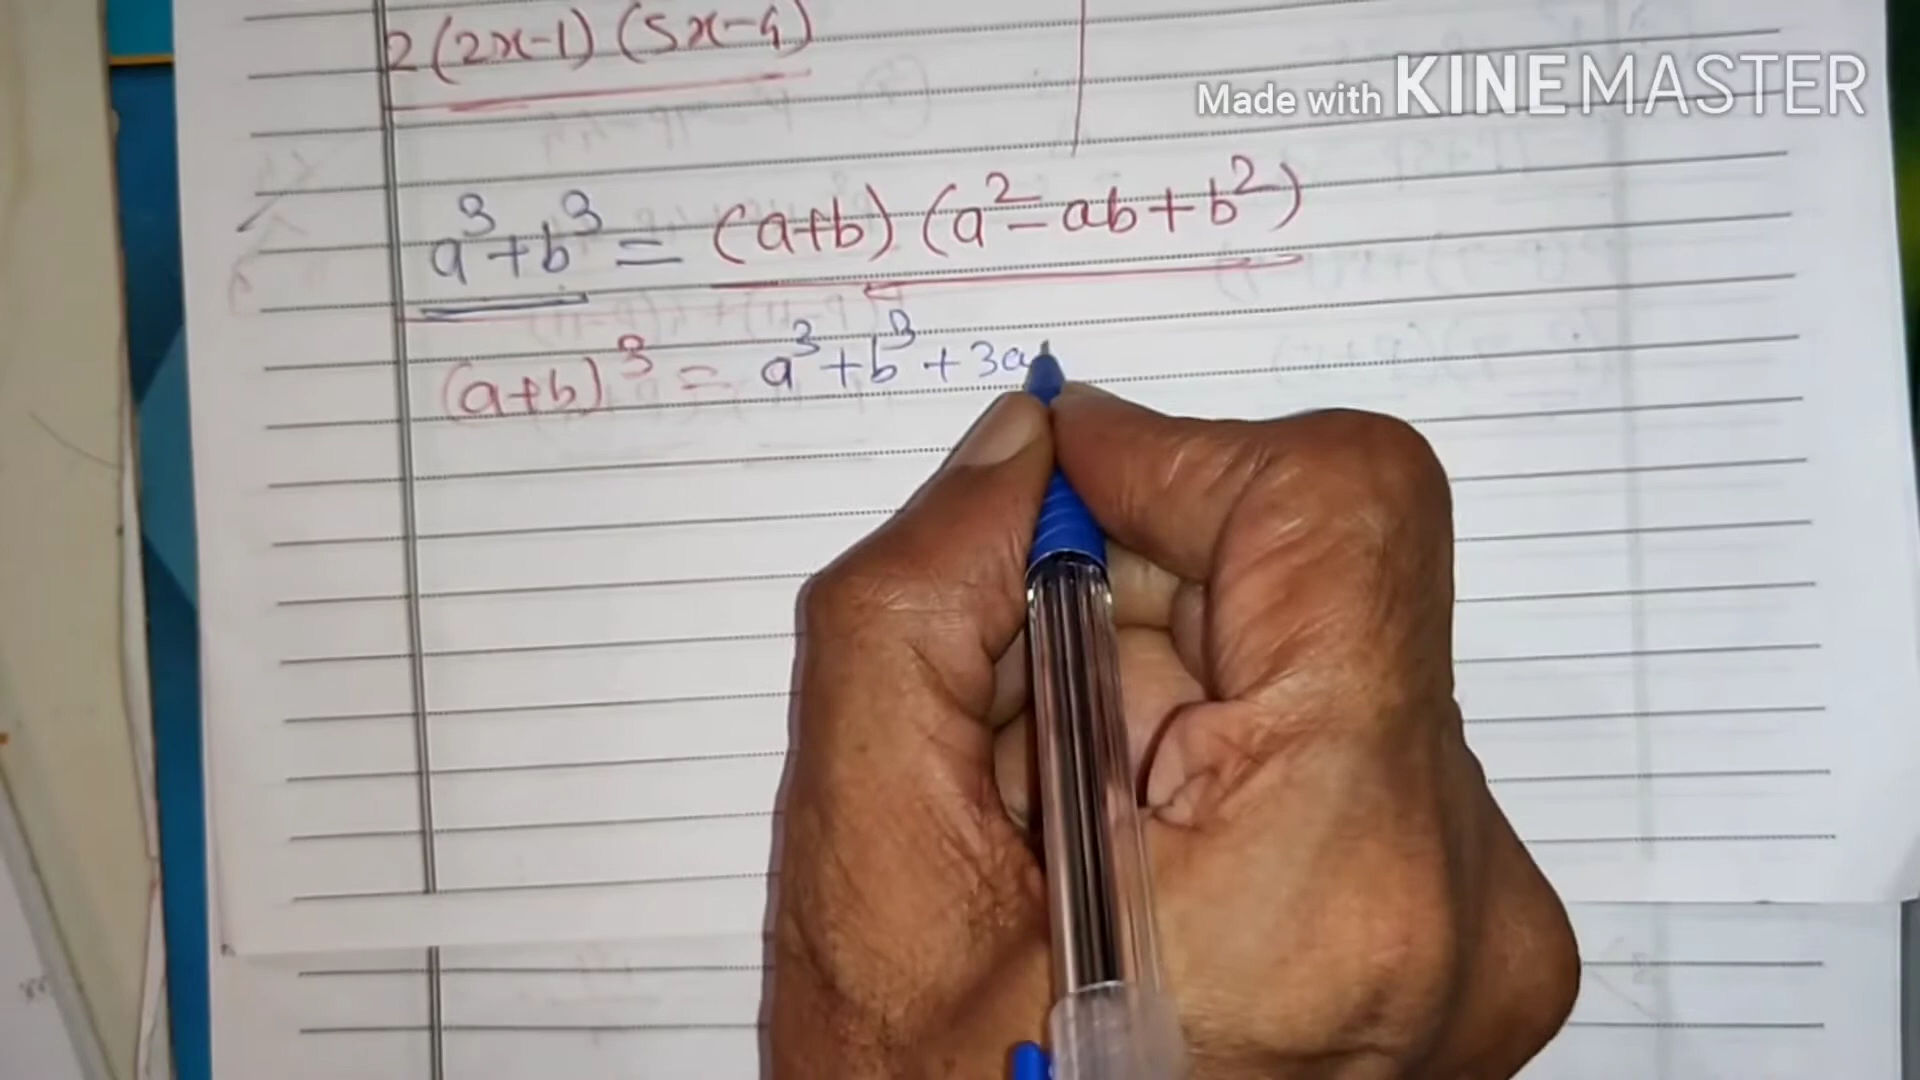 2(2x-1) (5x-4)
Made with KINEMASTER
a³+b³ = (a+b) (a²-ab+b²)
(a+b)³ = a³+b³+3a